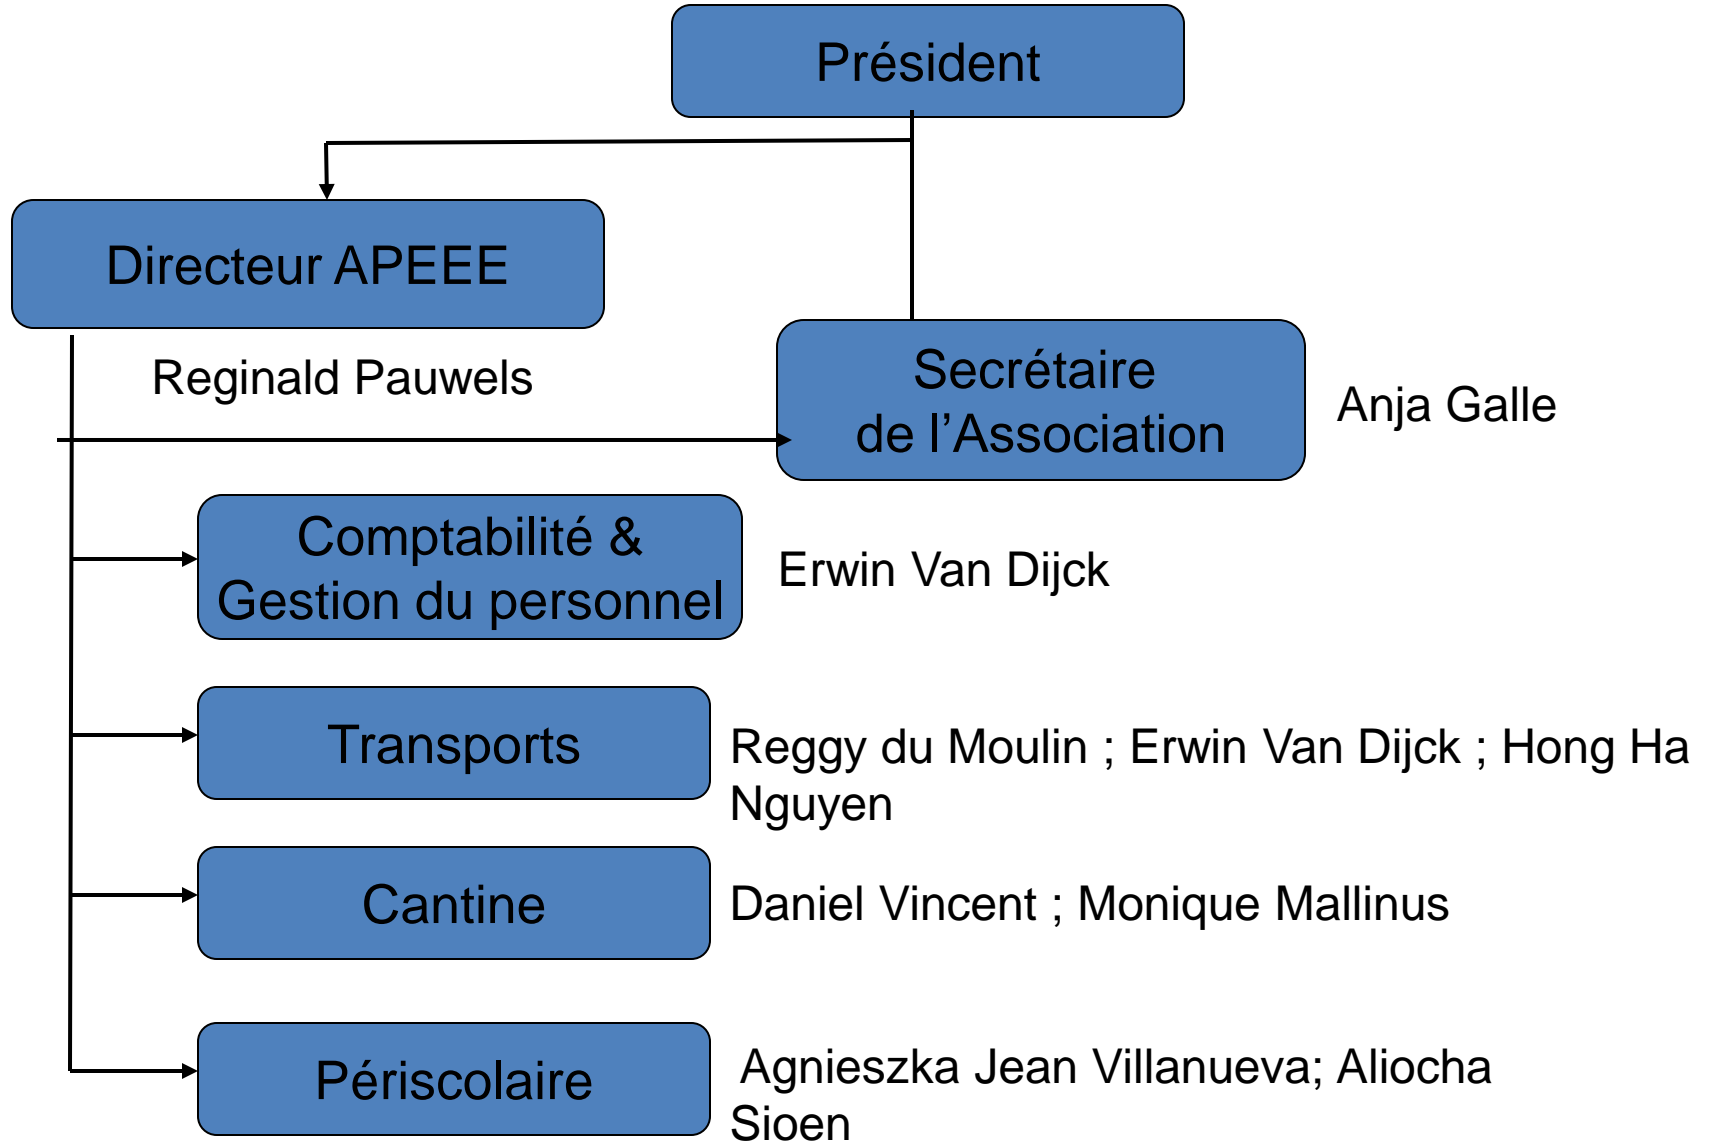 Président
Directeur APEEE
Reginald Pauwels
Secrétaire
de l’Association
Anja Galle
Comptabilité &
Gestion du personnel
Erwin Van Dijck
Transports
Reggy du Moulin ; Erwin Van Dijck ; Hong Ha
Nguyen
Cantine
Daniel Vincent ; Monique Mallinus
Périscolaire
Agnieszka Jean Villanueva; Aliocha
Sioen